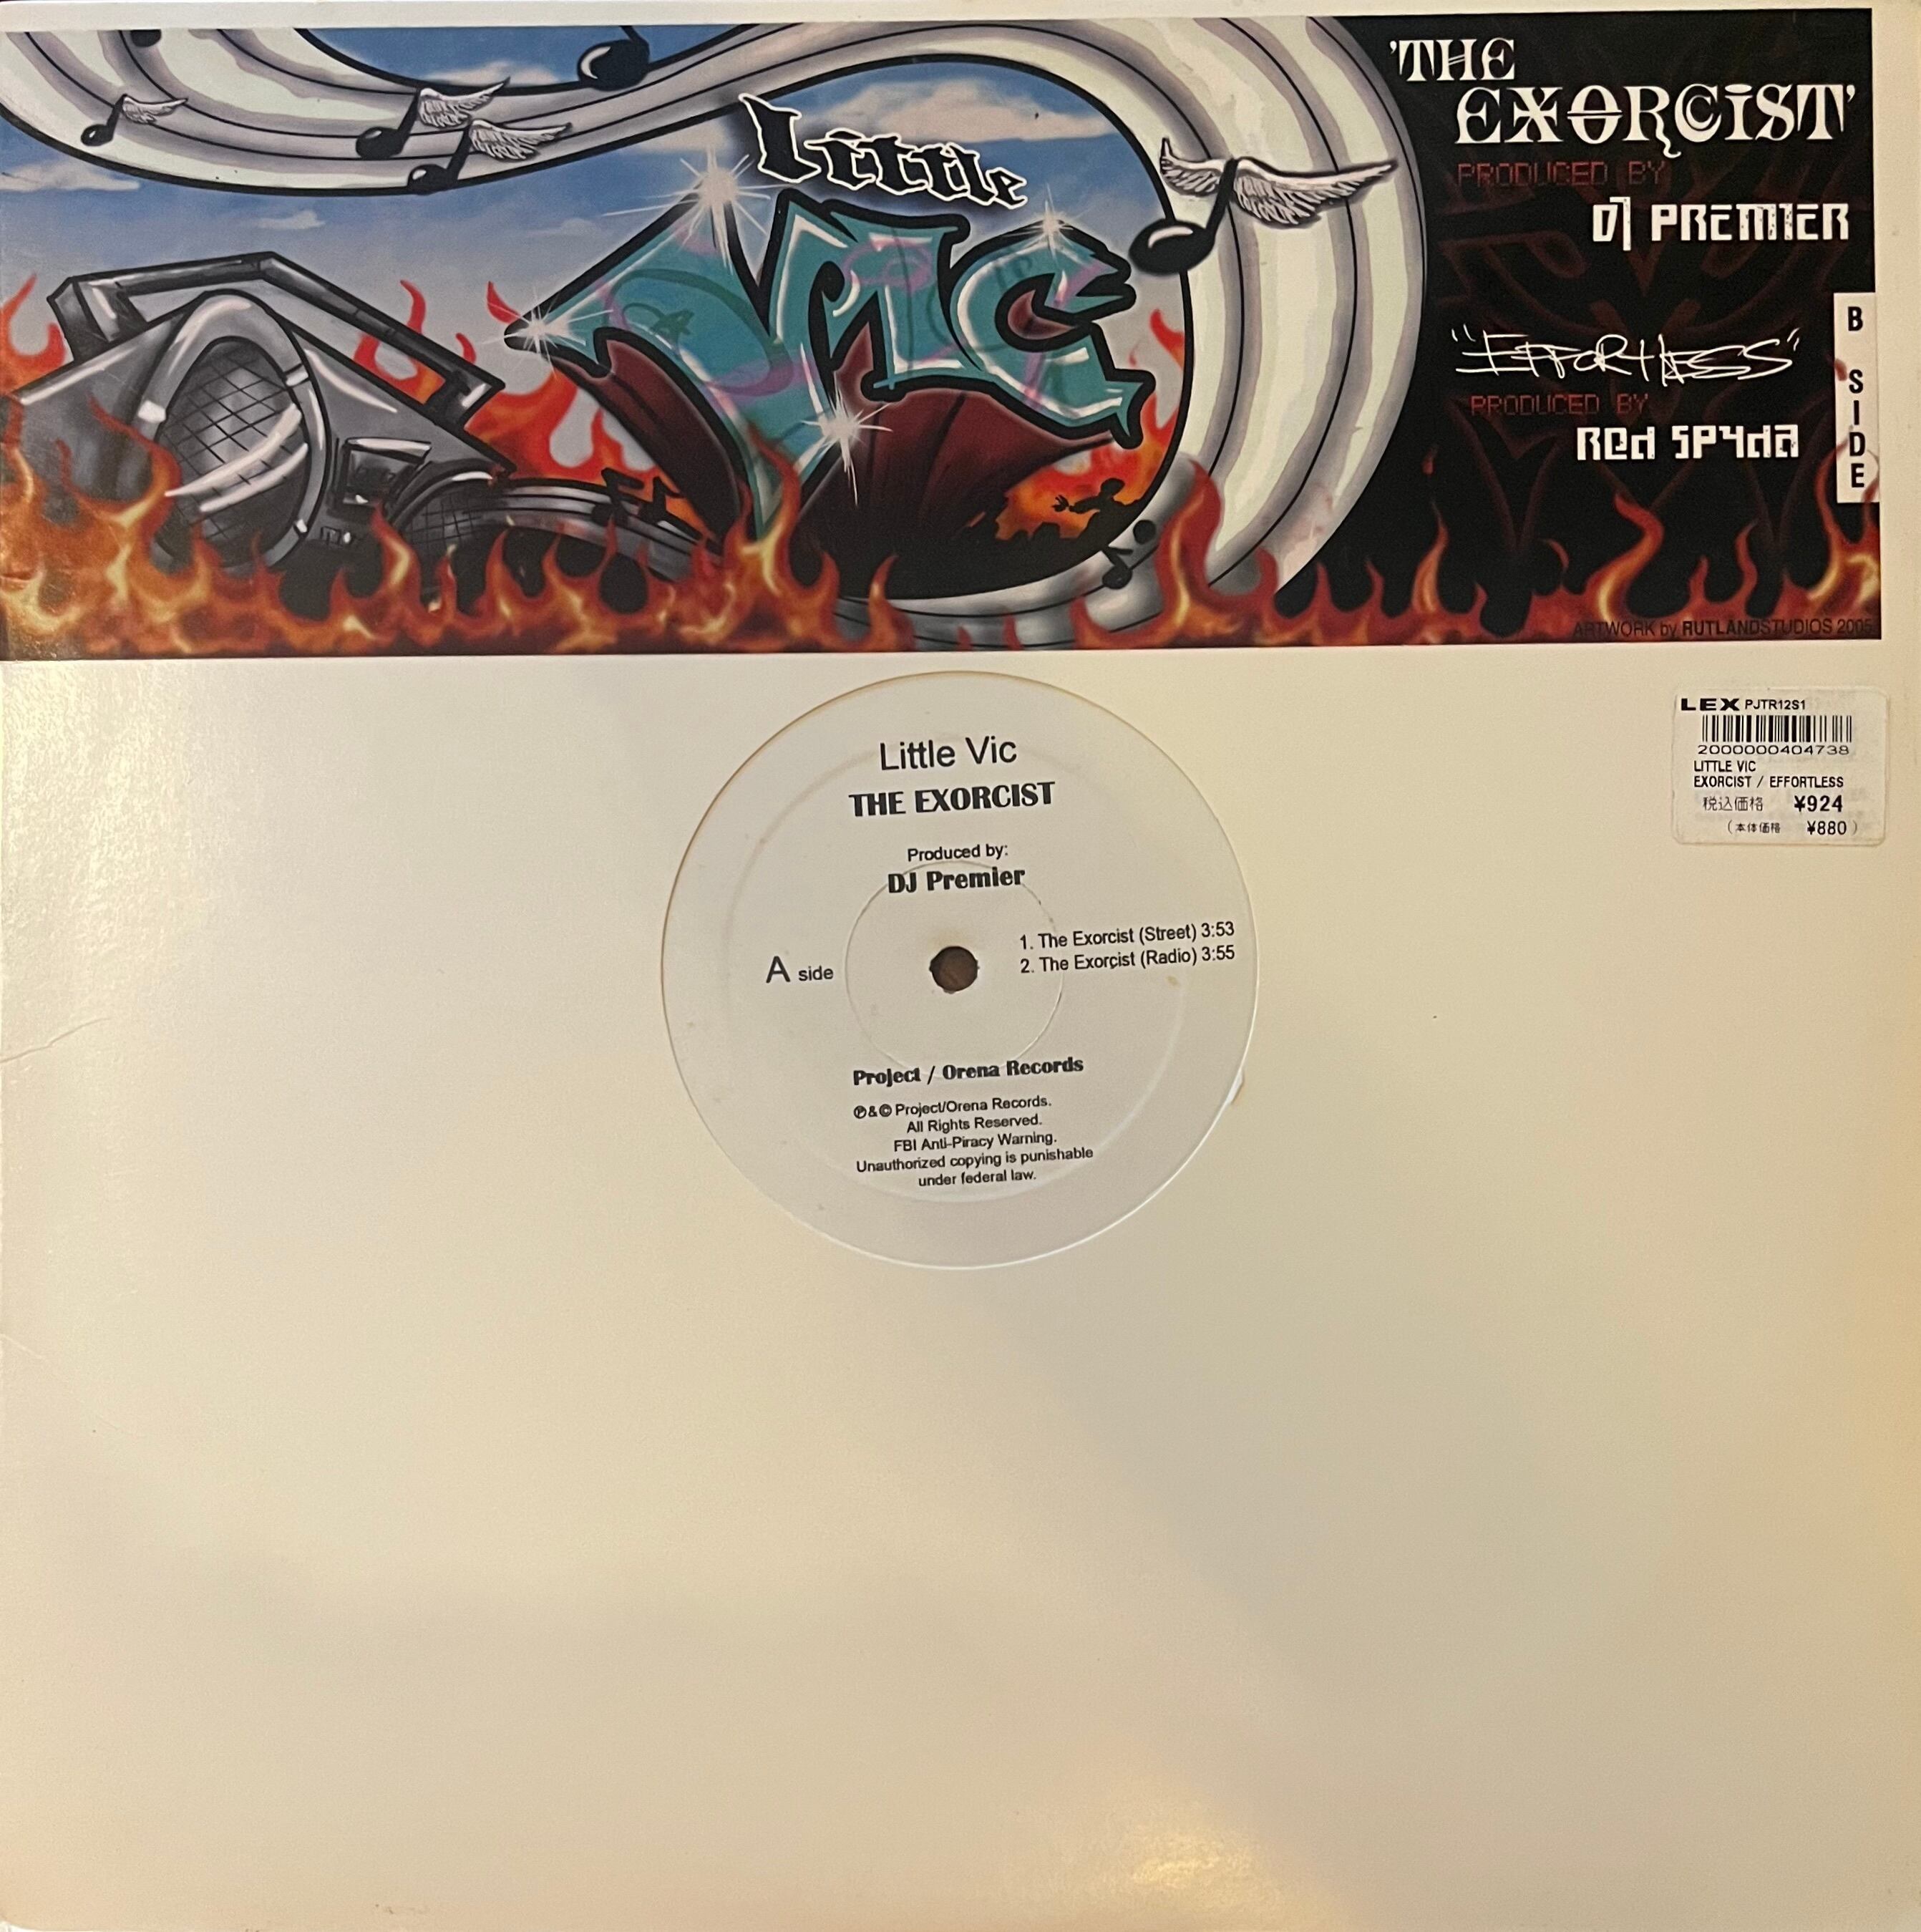 'THE
EXORCIST'
PRODUCED BY
DJ PREMIER
"EFFORTLESS"
PRODUCED BY
Red SPYda
B SIDE
Little
VIC
ARTWORK by RUTLANDSTUDIOS 2005
LEX PJTR12S1
2000000404738
LITTLE VIC
EXORCIST / EFFORTLESS
税込価格 ¥924
(本体価格 ¥880)
Little Vic
THE EXORCIST
Produced by:
DJ Premier
1. The Exorcist (Street) 3:53
2. The Exorcist (Radio) 3:55
A side
Project / Orena Records
℗&© Project/Orena Records.
All Rights Reserved.
FBI Anti-Piracy Warning.
Unauthorized copying is punishable
under federal law.